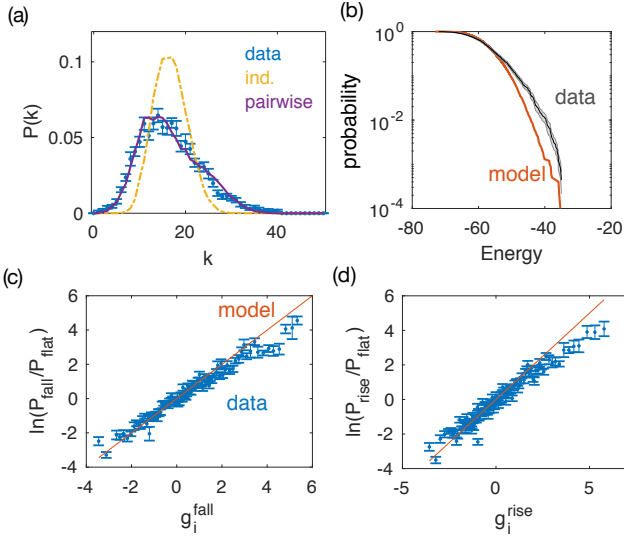 (a)
0.1
0.05
0
P(k)
data
ind.
pairwise
0
20
40
k
(b)
10^0
10^-2
10^-4
probability
data
model
-80
-60
-40
-20
Energy
(c)
6
4
2
0
-2
-4
ln(P_fall/P_flat)
model
data
-4
-2
0
2
4
6
g_i^fall
(d)
6
4
2
0
-2
-4
ln(P_rise/P_flat)
-5
0
5
g_i^rise